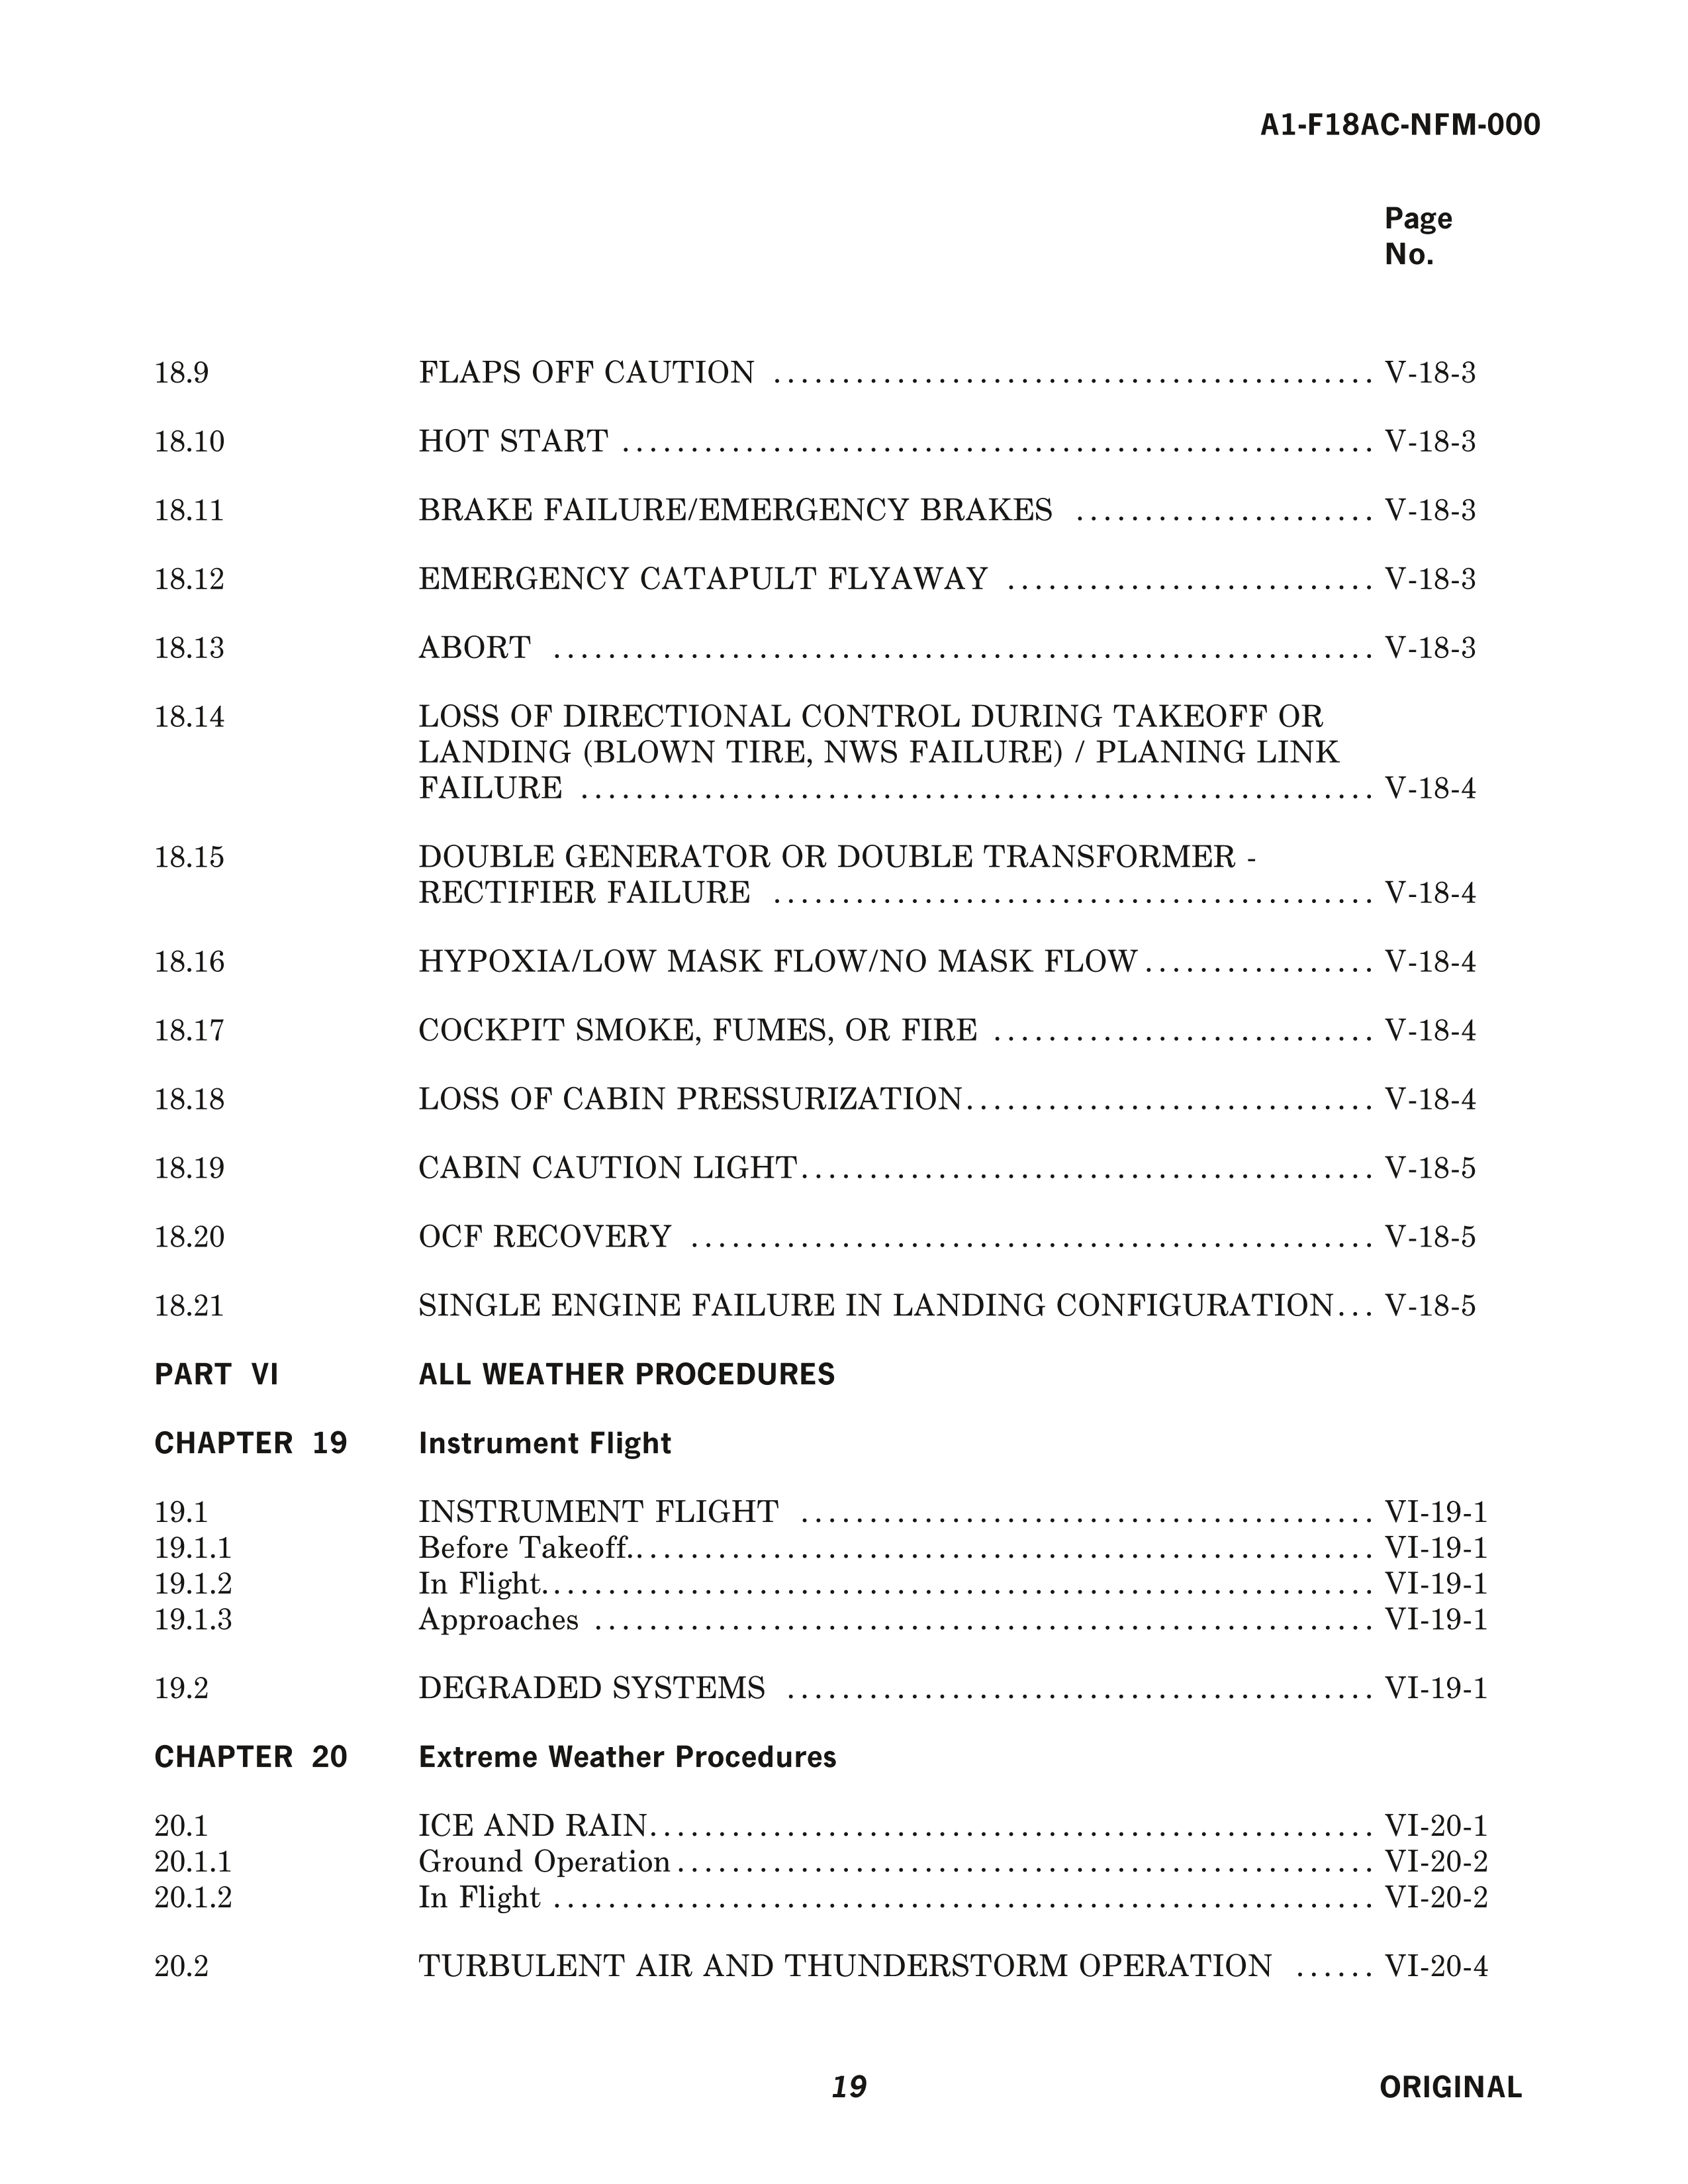 A1-F18AC-NFM-000
Page
No.
18.9 FLAPS OFF CAUTION ............................................ V-18-3
18.10 HOT START ....................................................... V-18-3
18.11 BRAKE FAILURE/EMERGENCY BRAKES ...................... V-18-3
18.12 EMERGENCY CATAPULT FLYAWAY ........................... V-18-3
18.13 ABORT ............................................................ V-18-3
18.14 LOSS OF DIRECTIONAL CONTROL DURING TAKEOFF OR
LANDING (BLOWN TIRE, NWS FAILURE) / PLANING LINK
FAILURE .......................................................... V-18-4
18.15 DOUBLE GENERATOR OR DOUBLE TRANSFORMER -
RECTIFIER FAILURE ............................................ V-18-4
18.16 HYPOXIA/LOW MASK FLOW/NO MASK FLOW ................. V-18-4
18.17 COCKPIT SMOKE, FUMES, OR FIRE ............................ V-18-4
18.18 LOSS OF CABIN PRESSURIZATION .............................. V-18-4
18.19 CABIN CAUTION LIGHT .......................................... V-18-5
18.20 OCF RECOVERY .................................................. V-18-5
18.21 SINGLE ENGINE FAILURE IN LANDING CONFIGURATION ... V-18-5
PART VI ALL WEATHER PROCEDURES
CHAPTER 19 Instrument Flight
19.1 INSTRUMENT FLIGHT .......................................... VI-19-1
19.1.1 Before Takeoff ...................................................... VI-19-1
19.1.2 In Flight ............................................................. VI-19-1
19.1.3 Approaches ......................................................... VI-19-1
19.2 DEGRADED SYSTEMS ........................................... VI-19-1
CHAPTER 20 Extreme Weather Procedures
20.1 ICE AND RAIN ..................................................... VI-20-1
20.1.1 Ground Operation ................................................... VI-20-2
20.1.2 In Flight ............................................................ VI-20-2
20.2 TURBULENT AIR AND THUNDERSTORM OPERATION ...... VI-20-4
19 ORIGINAL